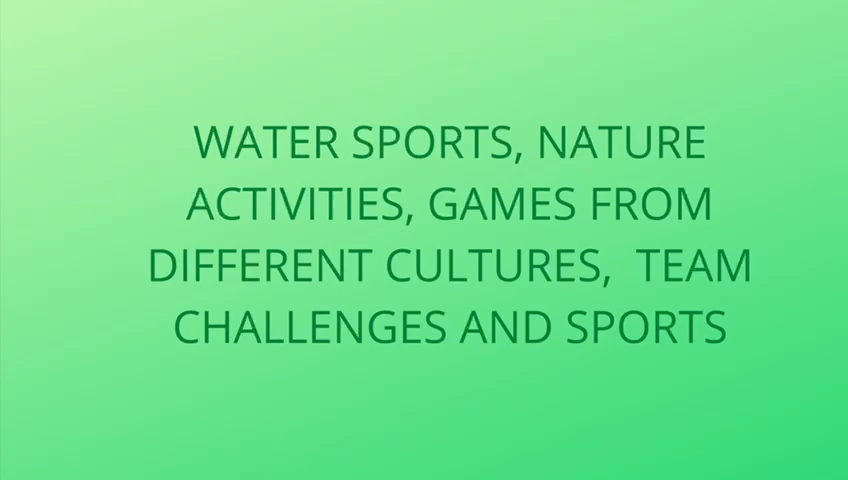 WATER SPORTS, NATURE
ACTIVITIES, GAMES FROM
DIFFERENT CULTURES,  TEAM
CHALLENGES AND SPORTS